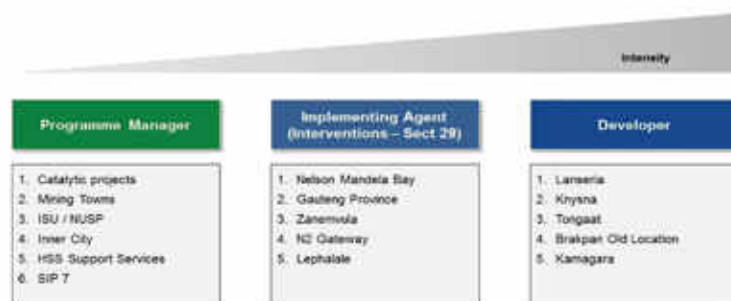 Intensity
Programme Manager
1. Catalytic projects
2. Mining Towns
3. ISU / NUSP
4. Inner City
5. HSS Support Services
6. SIP 7
Implementing Agent
(Interventions – Sect 29)
1. Nelson Mandela Bay
2. Gauteng Province
3. Zanemvula
4. N2 Gateway
5. Lephalale
Developer
1. Lanseria
2. Knysna
3. Tongaat
4. Brakpan Old Location
5. Kamagara